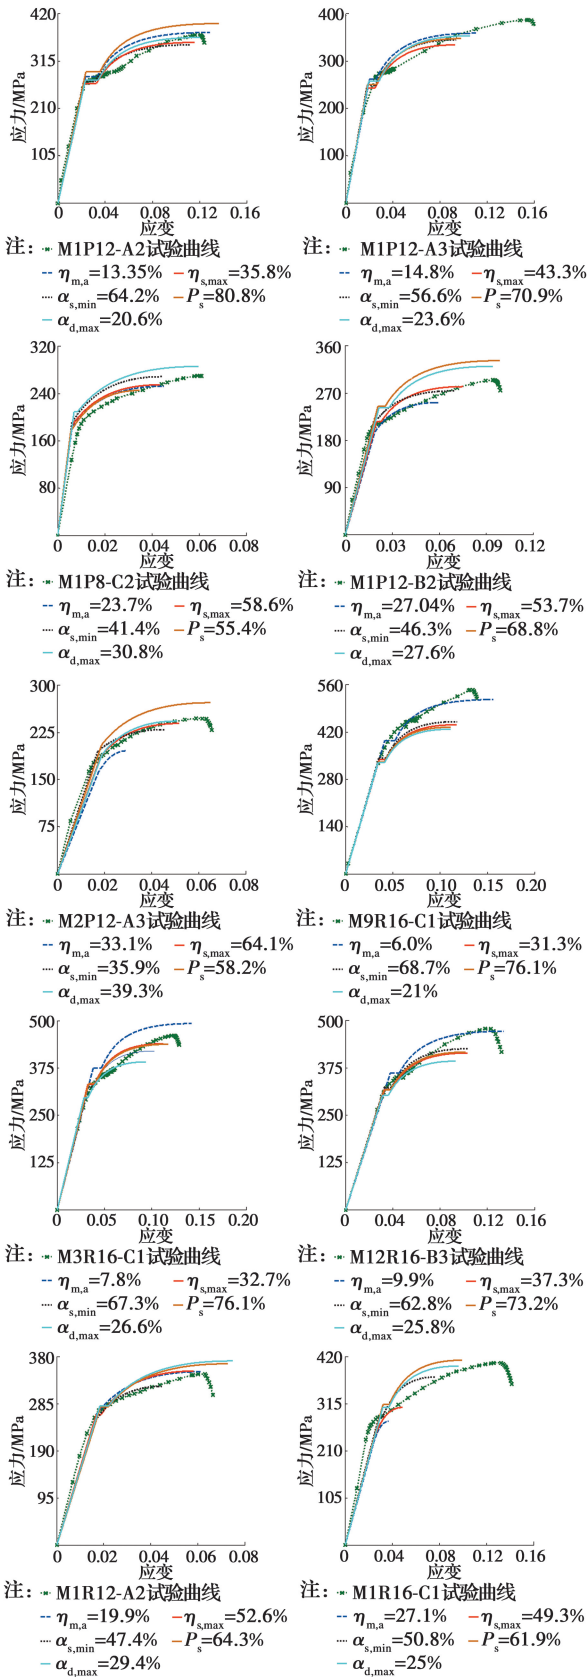 420
315
210
105
应力/MPa
0 0.04 0.08 0.12 0.16
应变
注: M1P12-A2试验曲线
ηm,a=13.35% ηs,max=35.8%
αs,min=64.2% Ps=80.8%
αd,max=20.6%
400
300
200
100
应力/MPa
0 0.04 0.08 0.12 0.16
应变
注: M1P12-A3试验曲线
ηm,a=14.8% ηs,max=43.3%
αs,min=56.6% Ps=70.9%
αd,max=23.6%
320
240
160
80
应力/MPa
0 0.02 0.04 0.06 0.08
应变
注: M1P8-C2试验曲线
ηm,a=23.7% ηs,max=58.6%
αs,min=41.4% Ps=55.4%
αd,max=30.8%
360
270
180
90
应力/MPa
0 0.03 0.06 0.09 0.12
应变
注: M1P12-B2试验曲线
ηm,a=27.04% ηs,max=53.7%
αs,min=46.3% Ps=68.8%
αd,max=27.6%
300
225
150
75
应力/MPa
0 0.02 0.04 0.06 0.08
应变
注: M2P12-A3试验曲线
ηm,a=33.1% ηs,max=64.1%
αs,min=35.9% Ps=58.2%
αd,max=39.3%
560
420
280
140
应力/MPa
0 0.05 0.10 0.15 0.20
应变
注: M9R16-C1试验曲线
ηm,a=6.0% ηs,max=31.3%
αs,min=68.7% Ps=76.1%
αd,max=21%
500
375
250
125
应力/MPa
0 0.05 0.10 0.15 0.20
应变
注: M3R16-C1试验曲线
ηm,a=7.8% ηs,max=32.7%
αs,min=67.3% Ps=76.1%
αd,max=26.6%
500
375
250
125
应力/MPa
0 0.04 0.08 0.12 0.16
应变
注: M12R16-B3试验曲线
ηm,a=9.9% ηs,max=37.3%
αs,min=62.8% Ps=73.2%
αd,max=25.8%
380
285
190
95
应力/MPa
0 0.02 0.04 0.06 0.08
应变
注: M1R12-A2试验曲线
ηm,a=19.9% ηs,max=52.6%
αs,min=47.4% Ps=64.3%
αd,max=29.4%
420
315
210
105
应力/MPa
0 0.04 0.08 0.12 0.16
应变
注: M1R16-C1试验曲线
ηm,a=27.1% ηs,max=49.3%
αs,min=50.8% Ps=61.9%
αd,max=25%